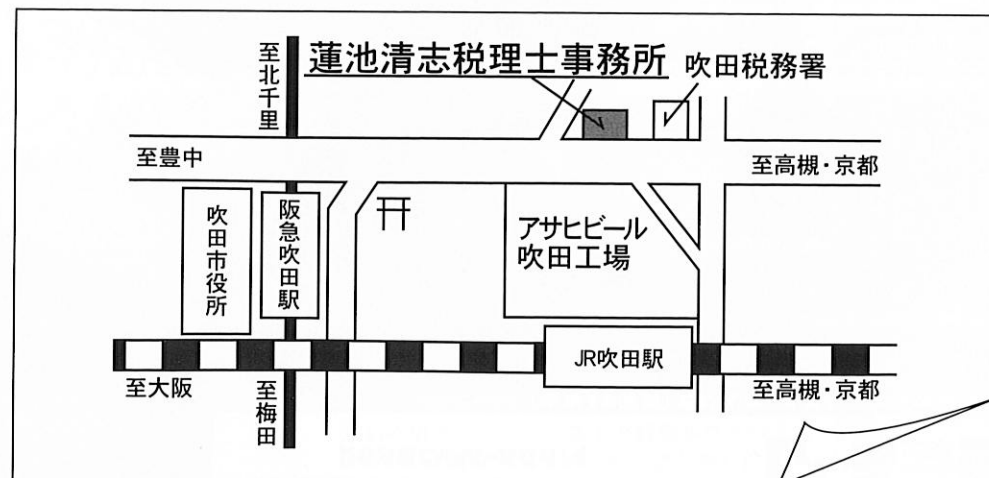 至北千里
蓮池清志税理士事務所
吹田税務署
至豊中
至高槻・京都
吹田市役所
阪急吹田駅
アサヒビール
吹田工場
JR吹田駅
至大阪
至梅田
至高槻・京都